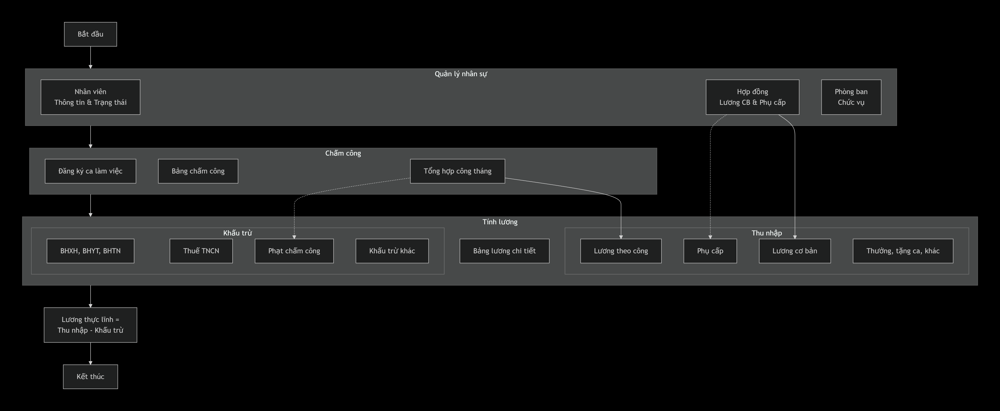 Bắt đầu
Quản lý nhân sự
Nhân viên
Thông tin & Trạng thái
Hợp đồng
Lương CB & Phụ cấp
Phòng ban
Chức vụ
Chấm công
Đăng ký ca làm việc
Bảng chấm công
Tổng hợp công tháng
Tính lương
Khấu trừ
BHXH, BHYT, BHTN
Thuế TNCN
Phạt chấm công
Khấu trừ khác
Bảng lương chi tiết
Thu nhập
Lương theo công
Phụ cấp
Lương cơ bản
Thưởng, tặng ca, khác
Lương thực lĩnh =
Thu nhập - Khấu trừ
Kết thúc